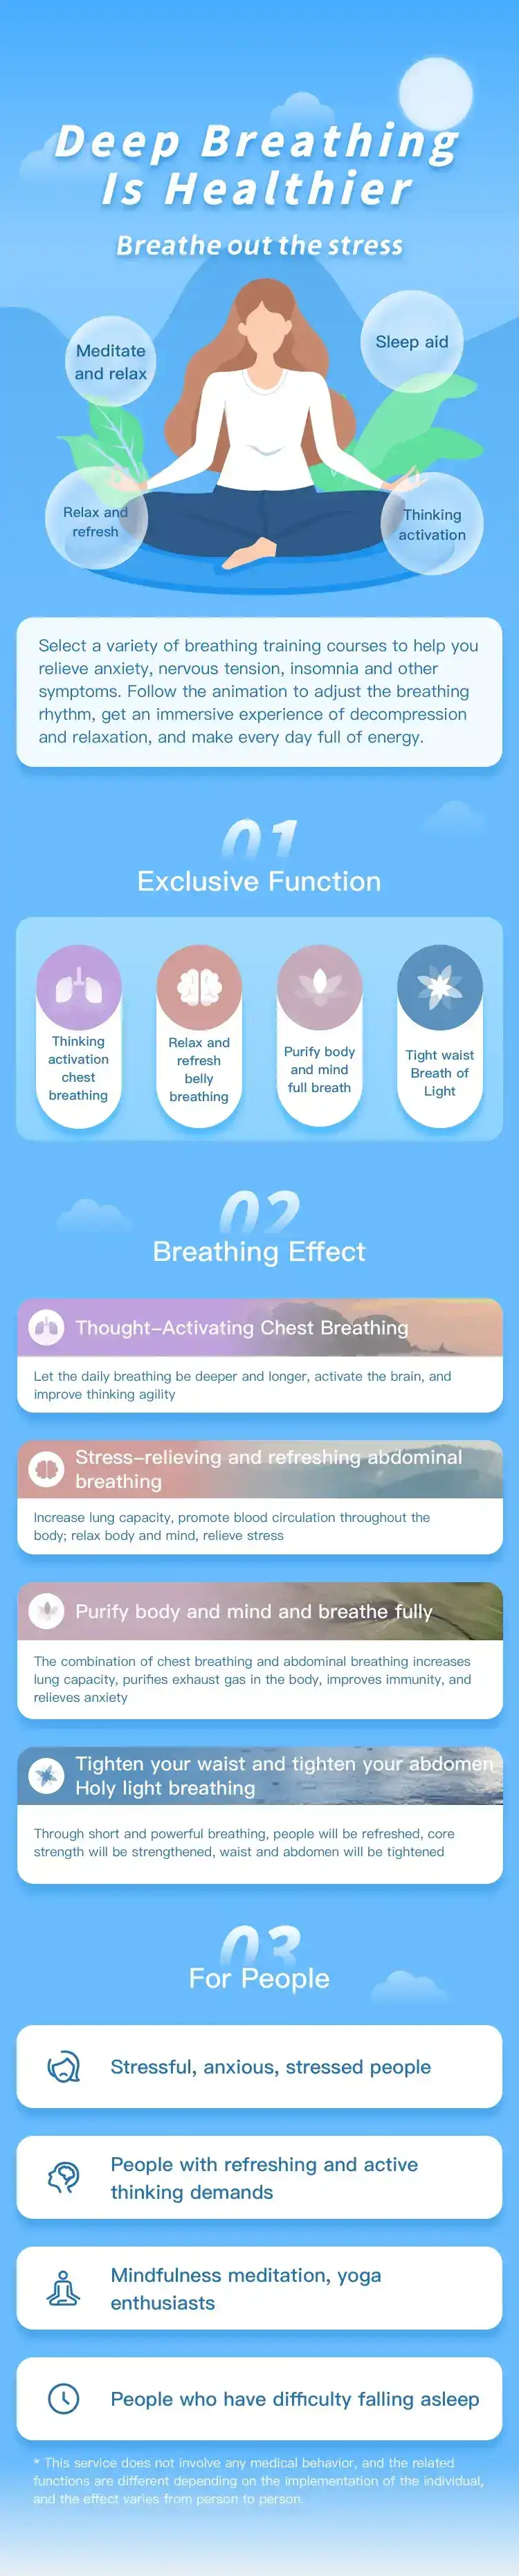 Deep Breathing
Is Healthier
Breathe out the stress
Meditate
and relax
Sleep aid
Relax and
refresh
Thinking
activation
Select a variety of breathing training courses to help you
relieve anxiety, nervous tension, insomnia and other
symptoms. Follow the animation to adjust the breathing
rhythm, get an immersive experience of decompression
and relaxation, and make every day full of energy.
01
Exclusive Function
Thinking
activation
chest
breathing
Relax and
refresh
belly
breathing
Purify body
and mind
full breath
Tight waist
Breath of
Light
02
Breathing Effect
Thought-Activating Chest Breathing
Let the daily breathing be deeper and longer, activate the brain, and
improve thinking agility
Stress-relieving and refreshing abdominal
breathing
Increase lung capacity, promote blood circulation throughout the
body; relax body and mind, relieve stress
Purify body and mind and breathe fully
The combination of chest breathing and abdominal breathing increases
lung capacity, purifies exhaust gas in the body, improves immunity, and
relieves anxiety
Tighten your waist and tighten your abdomen
Holy light breathing
Through short and powerful breathing, people will be refreshed, core
strength will be strengthened, waist and abdomen will be tightened
03
For People
Stressful, anxious, stressed people
People with refreshing and active
thinking demands
Mindfulness meditation, yoga
enthusiasts
People who have difficulty falling asleep
* This service does not involve any medical behavior, and the related
functions are different depending on the implementation of the individual,
and the effect varies from person to person.